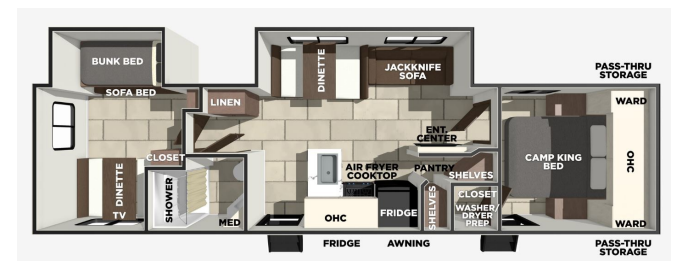 BUNK BED
SOFA BED
LINEN
DINETTE
JACKKNIFE
SOFA
PASS-THRU
STORAGE
WARD
ENT.
CENTER
CLOSET
DINETTE
TV
SHOWER
MED
AIR FRYER
COOKTOP
PANTRY
SHELVES
CAMP KING
BED
OHC
OHC
FRIDGE
SHELVES
CLOSET
WASHER/
DRYER
PREP
WARD
FRIDGE
AWNING
PASS-THRU
STORAGE